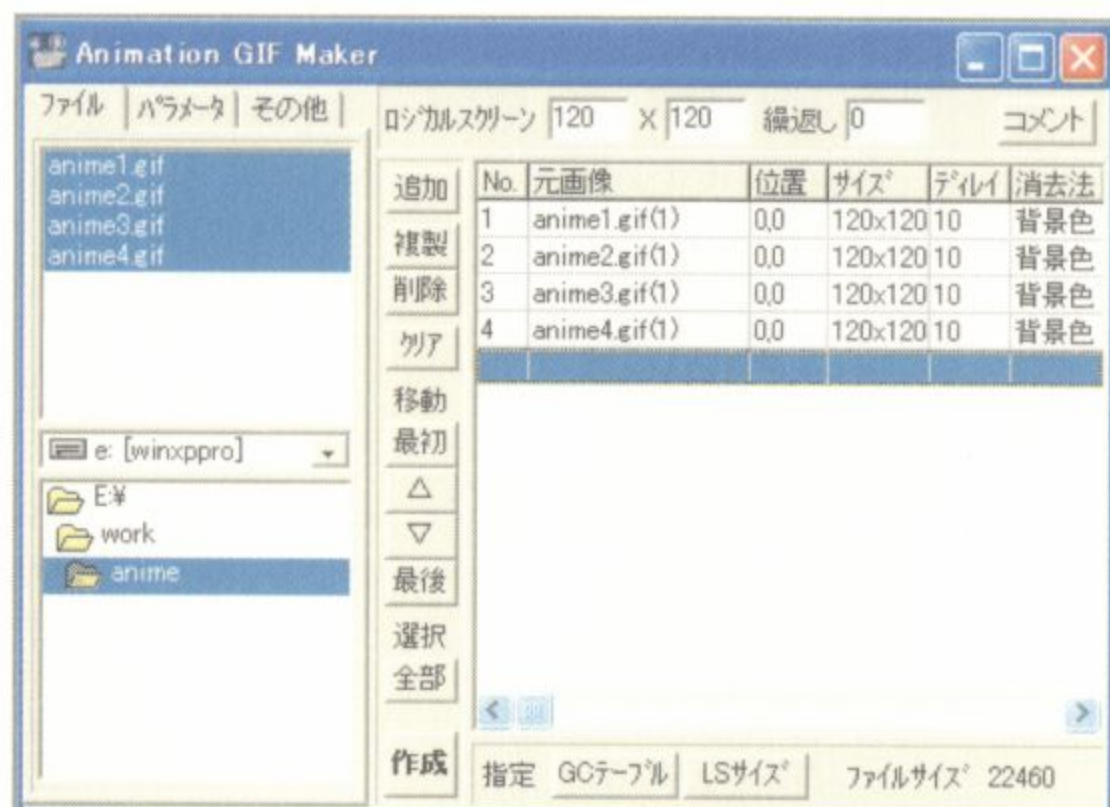 Animation GIF Maker
ファイル パラメータ その他
ロジカルスクリーン 120 × 120 繰返し 0 コメント
anime1.gif
anime2.gif
anime3.gif
anime4.gif
e: [winxppro]
E:¥
work
anime
追加
複製
削除
クリア
移動
最初
△
▽
最後
選択
全部
作成
No. 元画像 位置 サイズ ディレイ 消去法
1 anime1.gif(1) 0,0 120x120 10 背景色
2 anime2.gif(1) 0,0 120x120 10 背景色
3 anime3.gif(1) 0,0 120x120 10 背景色
4 anime4.gif(1) 0,0 120x120 10 背景色
指定 GCテーブル LSサイズ ファイルサイズ 22460